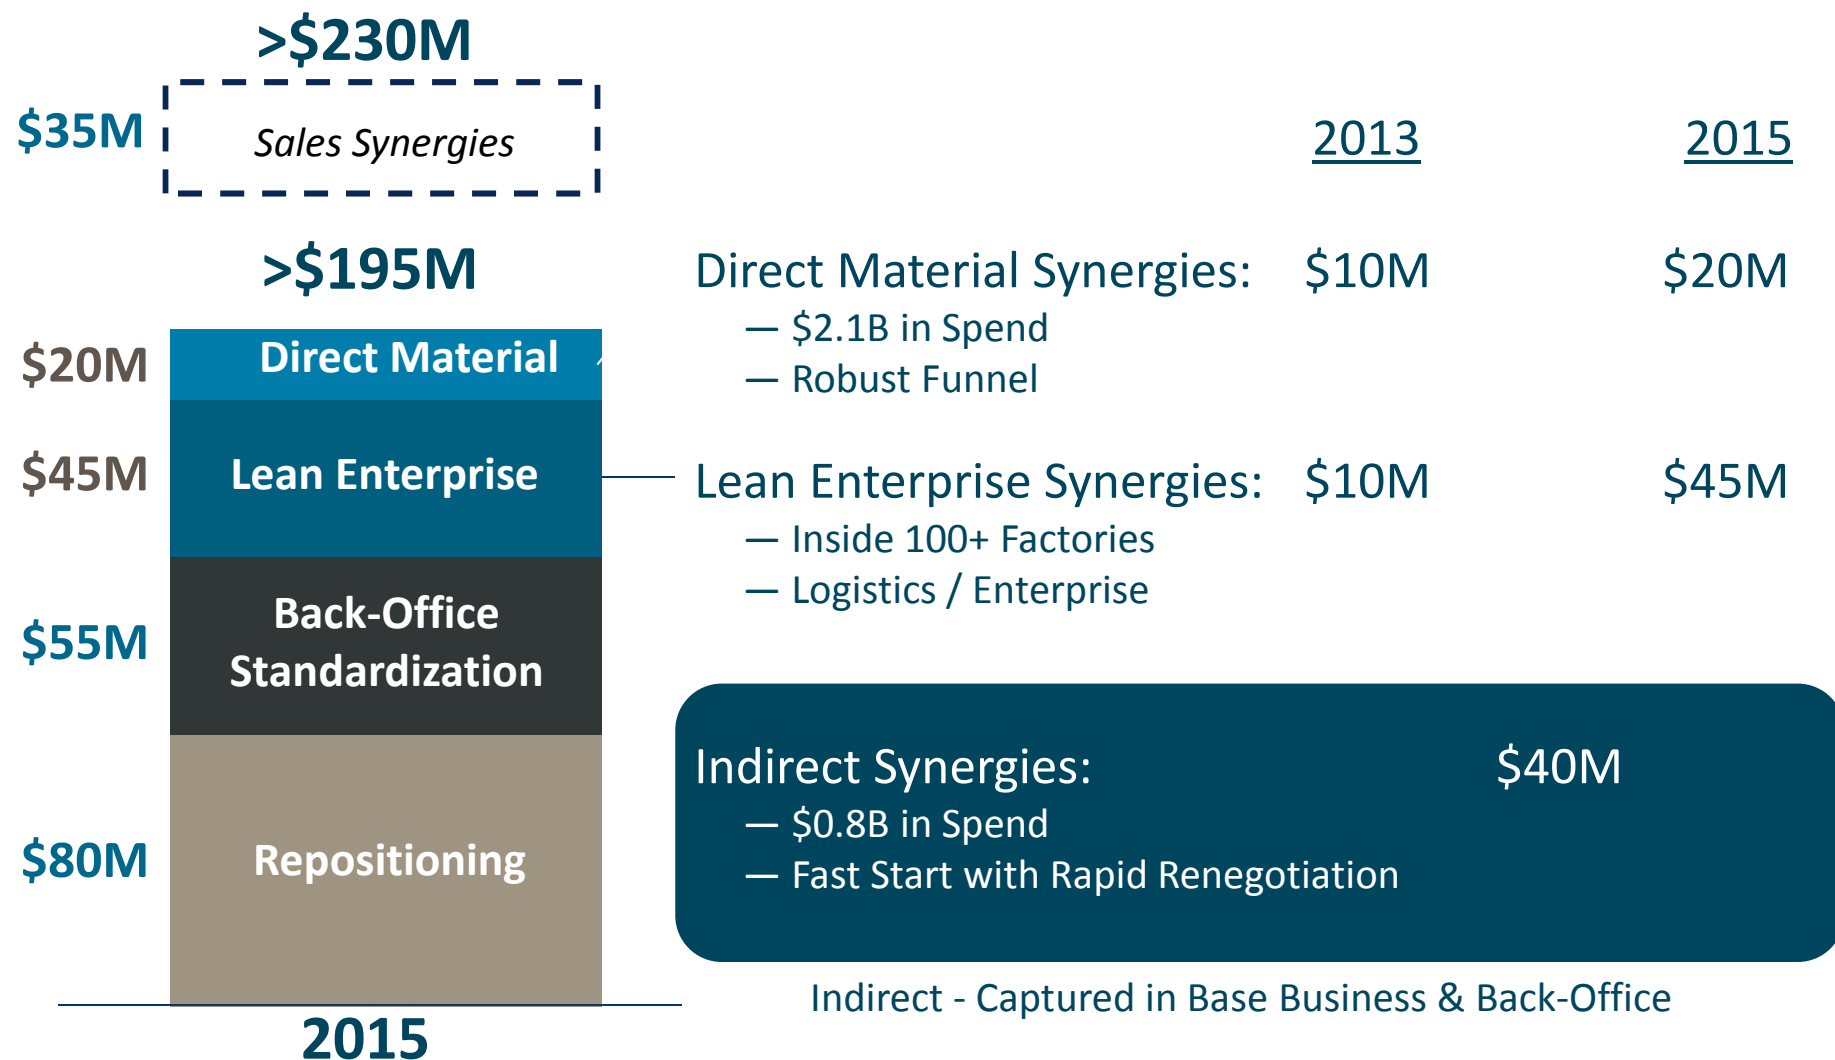 >$230M
$35M
Sales Synergies
>$195M
$20M
Direct Material
$45M
Lean Enterprise
$55M
Back-Office
Standardization
$80M
Repositioning
2015
2013 2015
Direct Material Synergies: $10M $20M
— $2.1B in Spend
— Robust Funnel
Lean Enterprise Synergies: $10M $45M
— Inside 100+ Factories
— Logistics / Enterprise
Indirect Synergies: $40M
— $0.8B in Spend
— Fast Start with Rapid Renegotiation
Indirect - Captured in Base Business & Back-Office